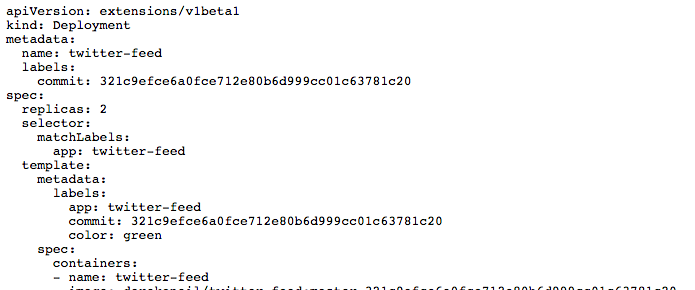 apiVersion: extensions/v1beta1
kind: Deployment
metadata:
  name: twitter-feed
  labels:
    commit: 321c9efce6a0fce712e80b6d999cc01c63781c20
spec:
  replicas: 2
  selector:
    matchLabels:
      app: twitter-feed
  template:
    metadata:
      labels:
        app: twitter-feed
        commit: 321c9efce6a0fce712e80b6d999cc01c63781c20
        color: green
    spec:
      containers:
      - name: twitter-feed